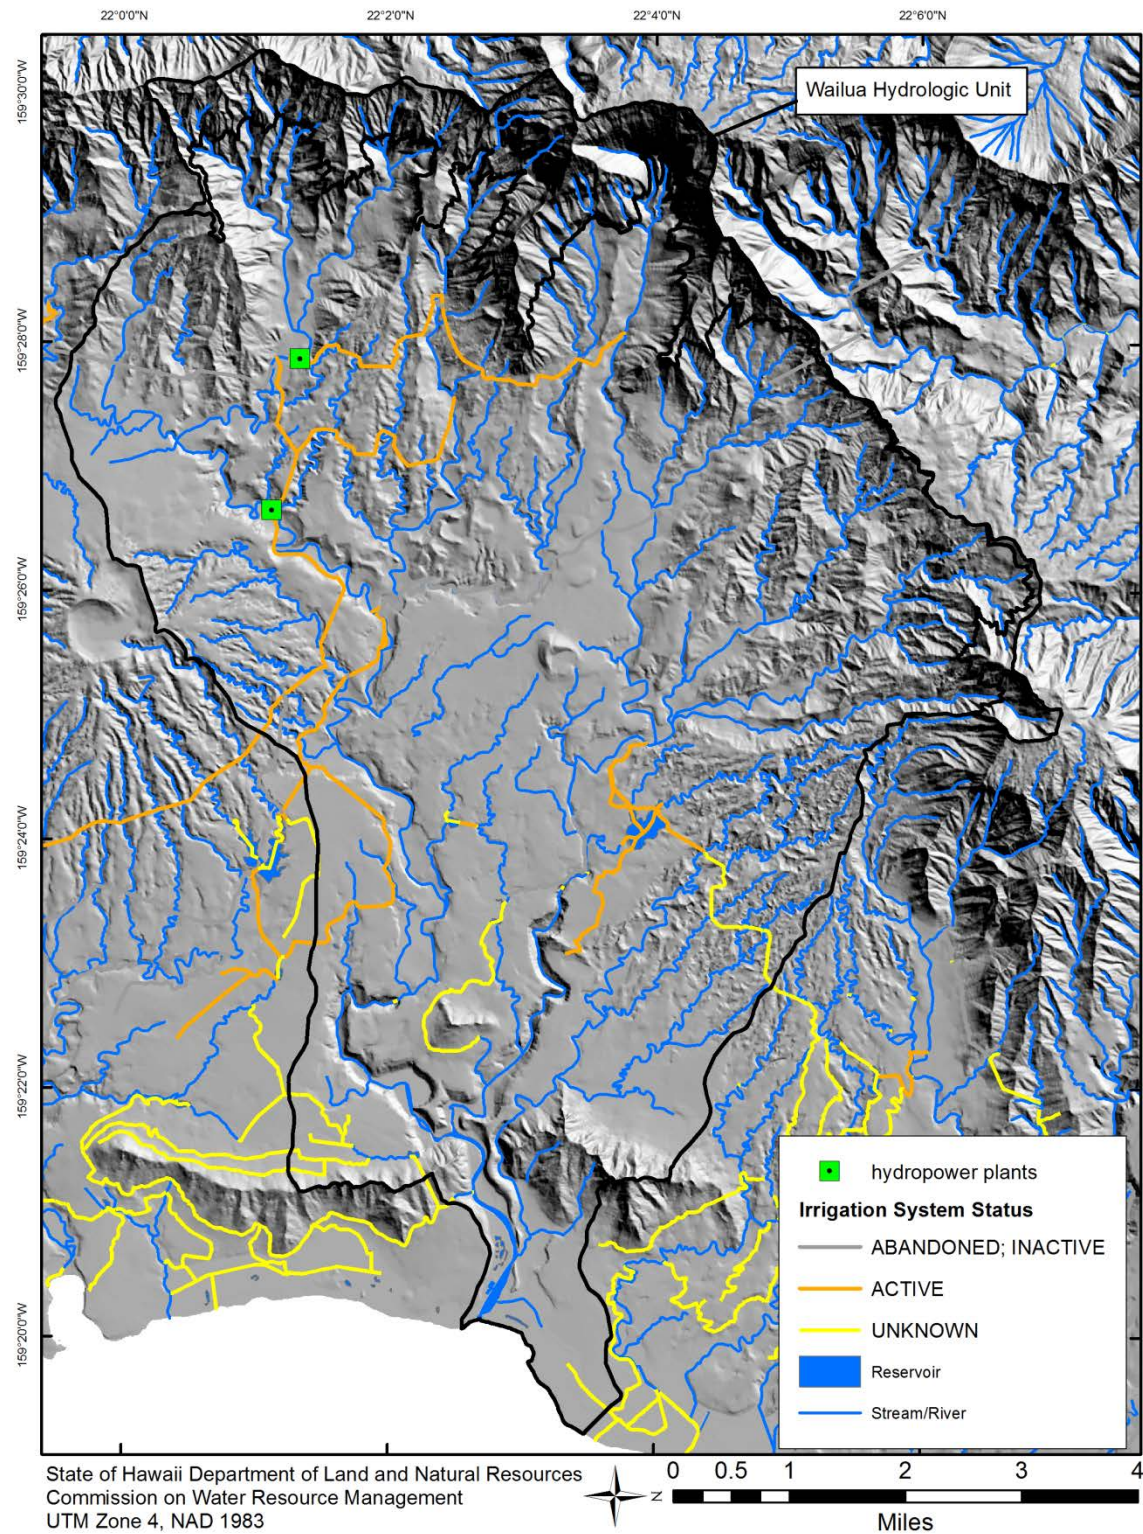 22°0'0"N
22°2'0"N
22°4'0"N
22°6'0"N
159°30'0"W
159°28'0"W
159°26'0"W
159°24'0"W
159°22'0"W
159°20'0"W
Wailua Hydrologic Unit
hydropower plants
Irrigation System Status
ABANDONED; INACTIVE
ACTIVE
UNKNOWN
Reservoir
Stream/River
State of Hawaii Department of Land and Natural Resources
Commission on Water Resource Management
UTM Zone 4, NAD 1983
N
0 0.5 1 2 3 4
Miles